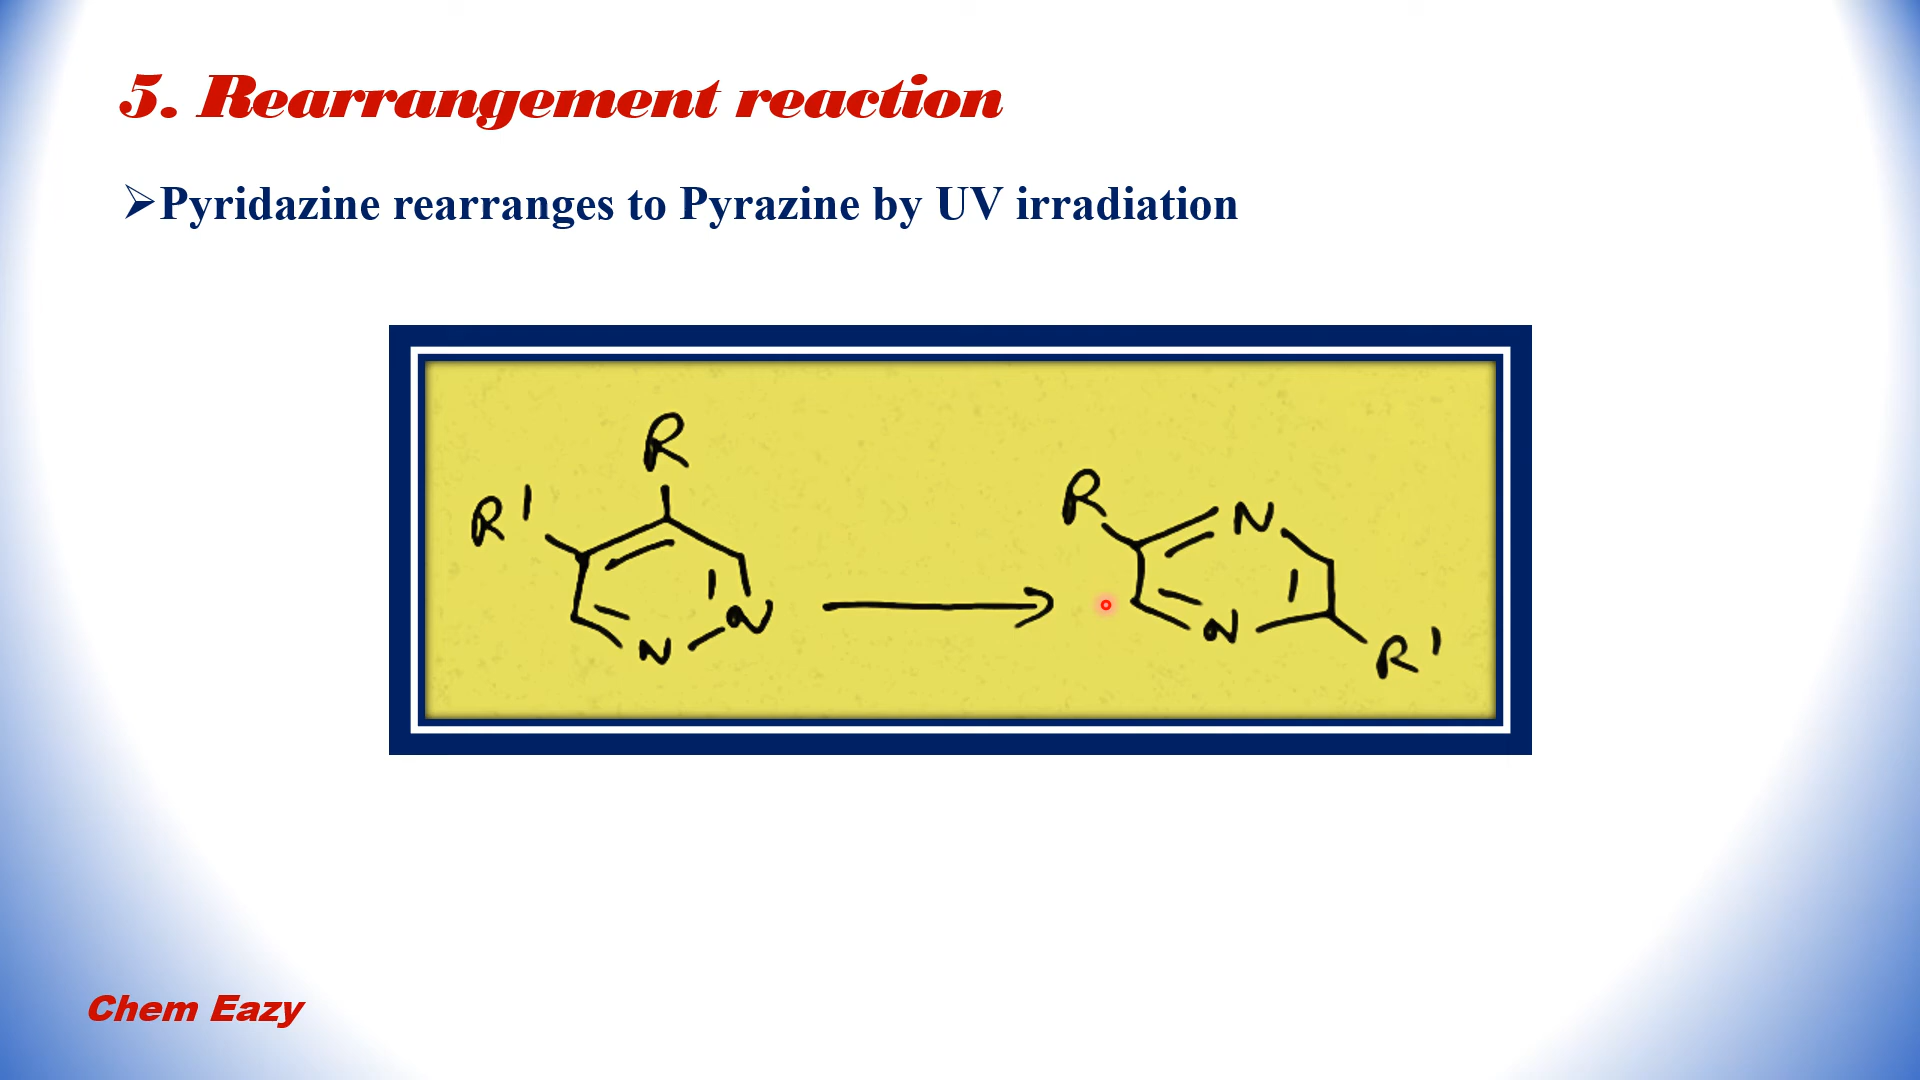 5. Rearrangement reaction
➢Pyridazine rearranges to Pyrazine by UV irradiation
R
R'
N
N
R
N
N
R'
Chem Eazy